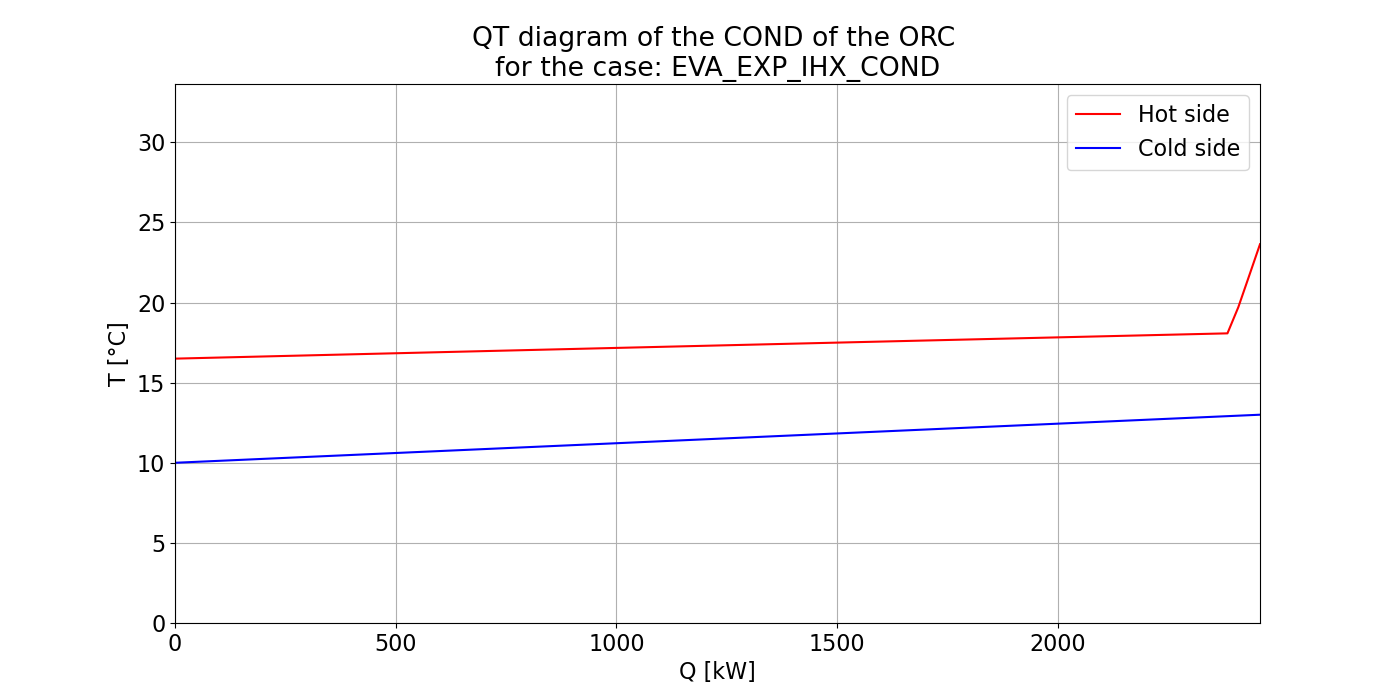 QT diagram of the COND of the ORC
for the case: EVA_EXP_IHX_COND
Hot side
Cold side
T [°C]
30
25
20
15
10
5
0
0 500 1000 1500 2000
Q [kW]